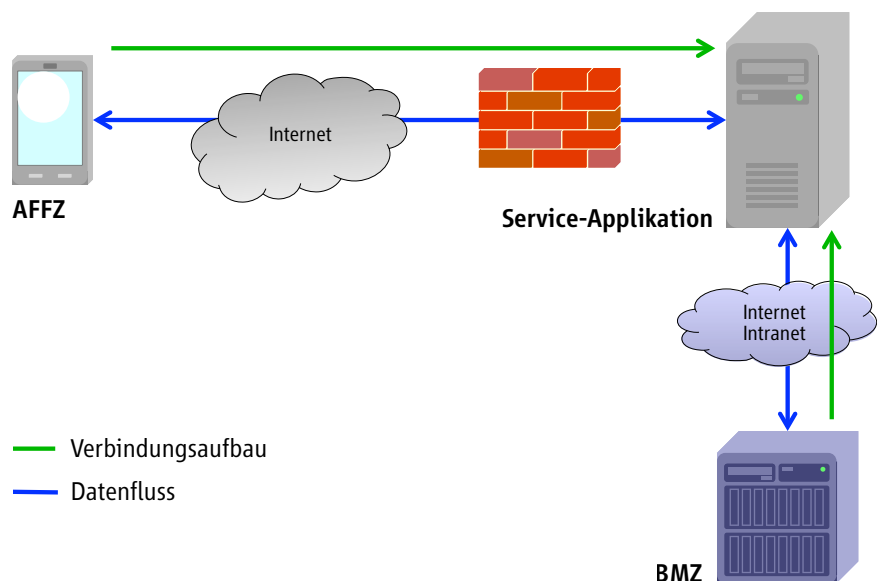 Internet
AFFZ
Service-Applikation
Internet
Intranet
Verbindungsaufbau
Datenfluss
BMZ